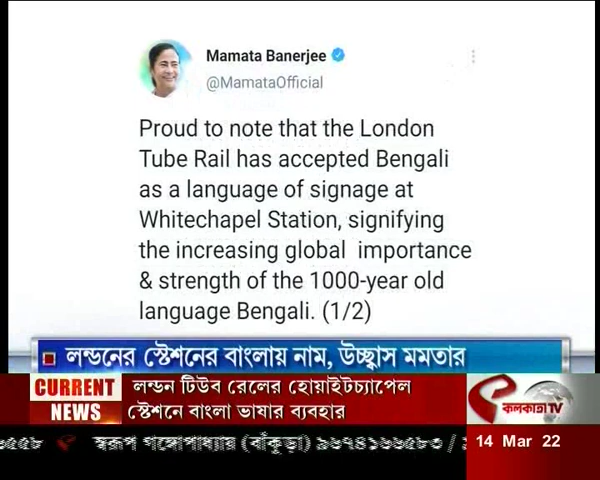 Mamata Banerjee
@MamataOfficial
Proud to note that the London
Tube Rail has accepted Bengali
as a language of signage at
Whitechapel Station, signifying
the increasing global importance
& strength of the 1000-year old
language Bengali. (1/2)
লন্ডনের স্টেশনের বাংলায় নাম, উচ্ছ্বাস মমতার
CURRENT
NEWS
লন্ডন টিউব রেলের হোয়াইটচ্যাপেল
স্টেশনে বাংলা ভাষার ব্যবহার
কলকাতা TV
৫৫৮ স্বরূপ গঙ্গোপাধ্যায় (বাঁকুড়া) ৯৬৭৪১৬৬৫৮৩ /
14 Mar 22